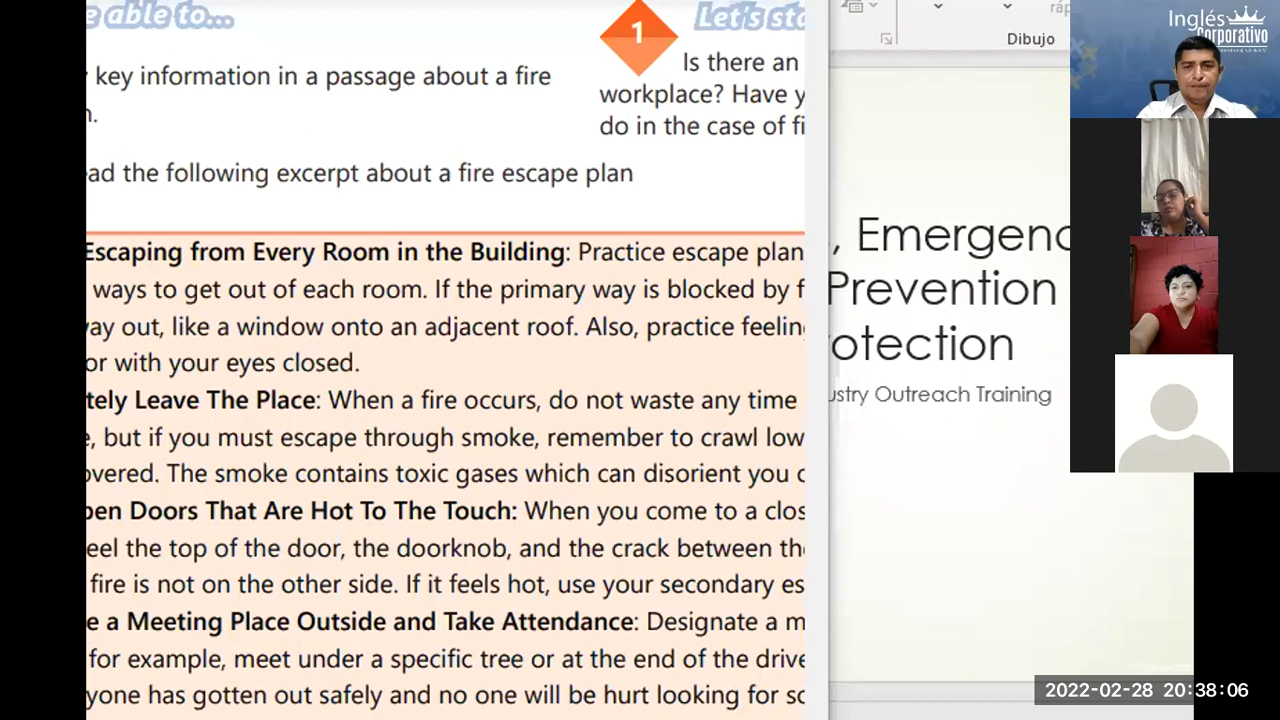 e able to...
key information in a passage about a fire
n.
ad the following excerpt about a fire escape plan
1
Let's sta
Is there an
workplace? Have y
do in the case of fi
Escaping from Every Room in the Building: Practice escape plan
ways to get out of each room. If the primary way is blocked by f
vay out, like a window onto an adjacent roof. Also, practice feeling
or with your eyes closed.
tely Leave The Place: When a fire occurs, do not waste any time
e, but if you must escape through smoke, remember to crawl low
overed. The smoke contains toxic gases which can disorient you o
pen Doors That Are Hot To The Touch: When you come to a clos
eel the top of the door, the doorknob, and the crack between the
fire is not on the other side. If it feels hot, use your secondary es
e a Meeting Place Outside and Take Attendance: Designate a m
for example, meet under a specific tree or at the end of the drive
yone has gotten out safely and no one will be hurt looking for so
ráp
Dibujo
, Emergenc
Prevention
rotection
ustry Outreach Training
Inglés
Corporativo
2022-02-28 20:38:06